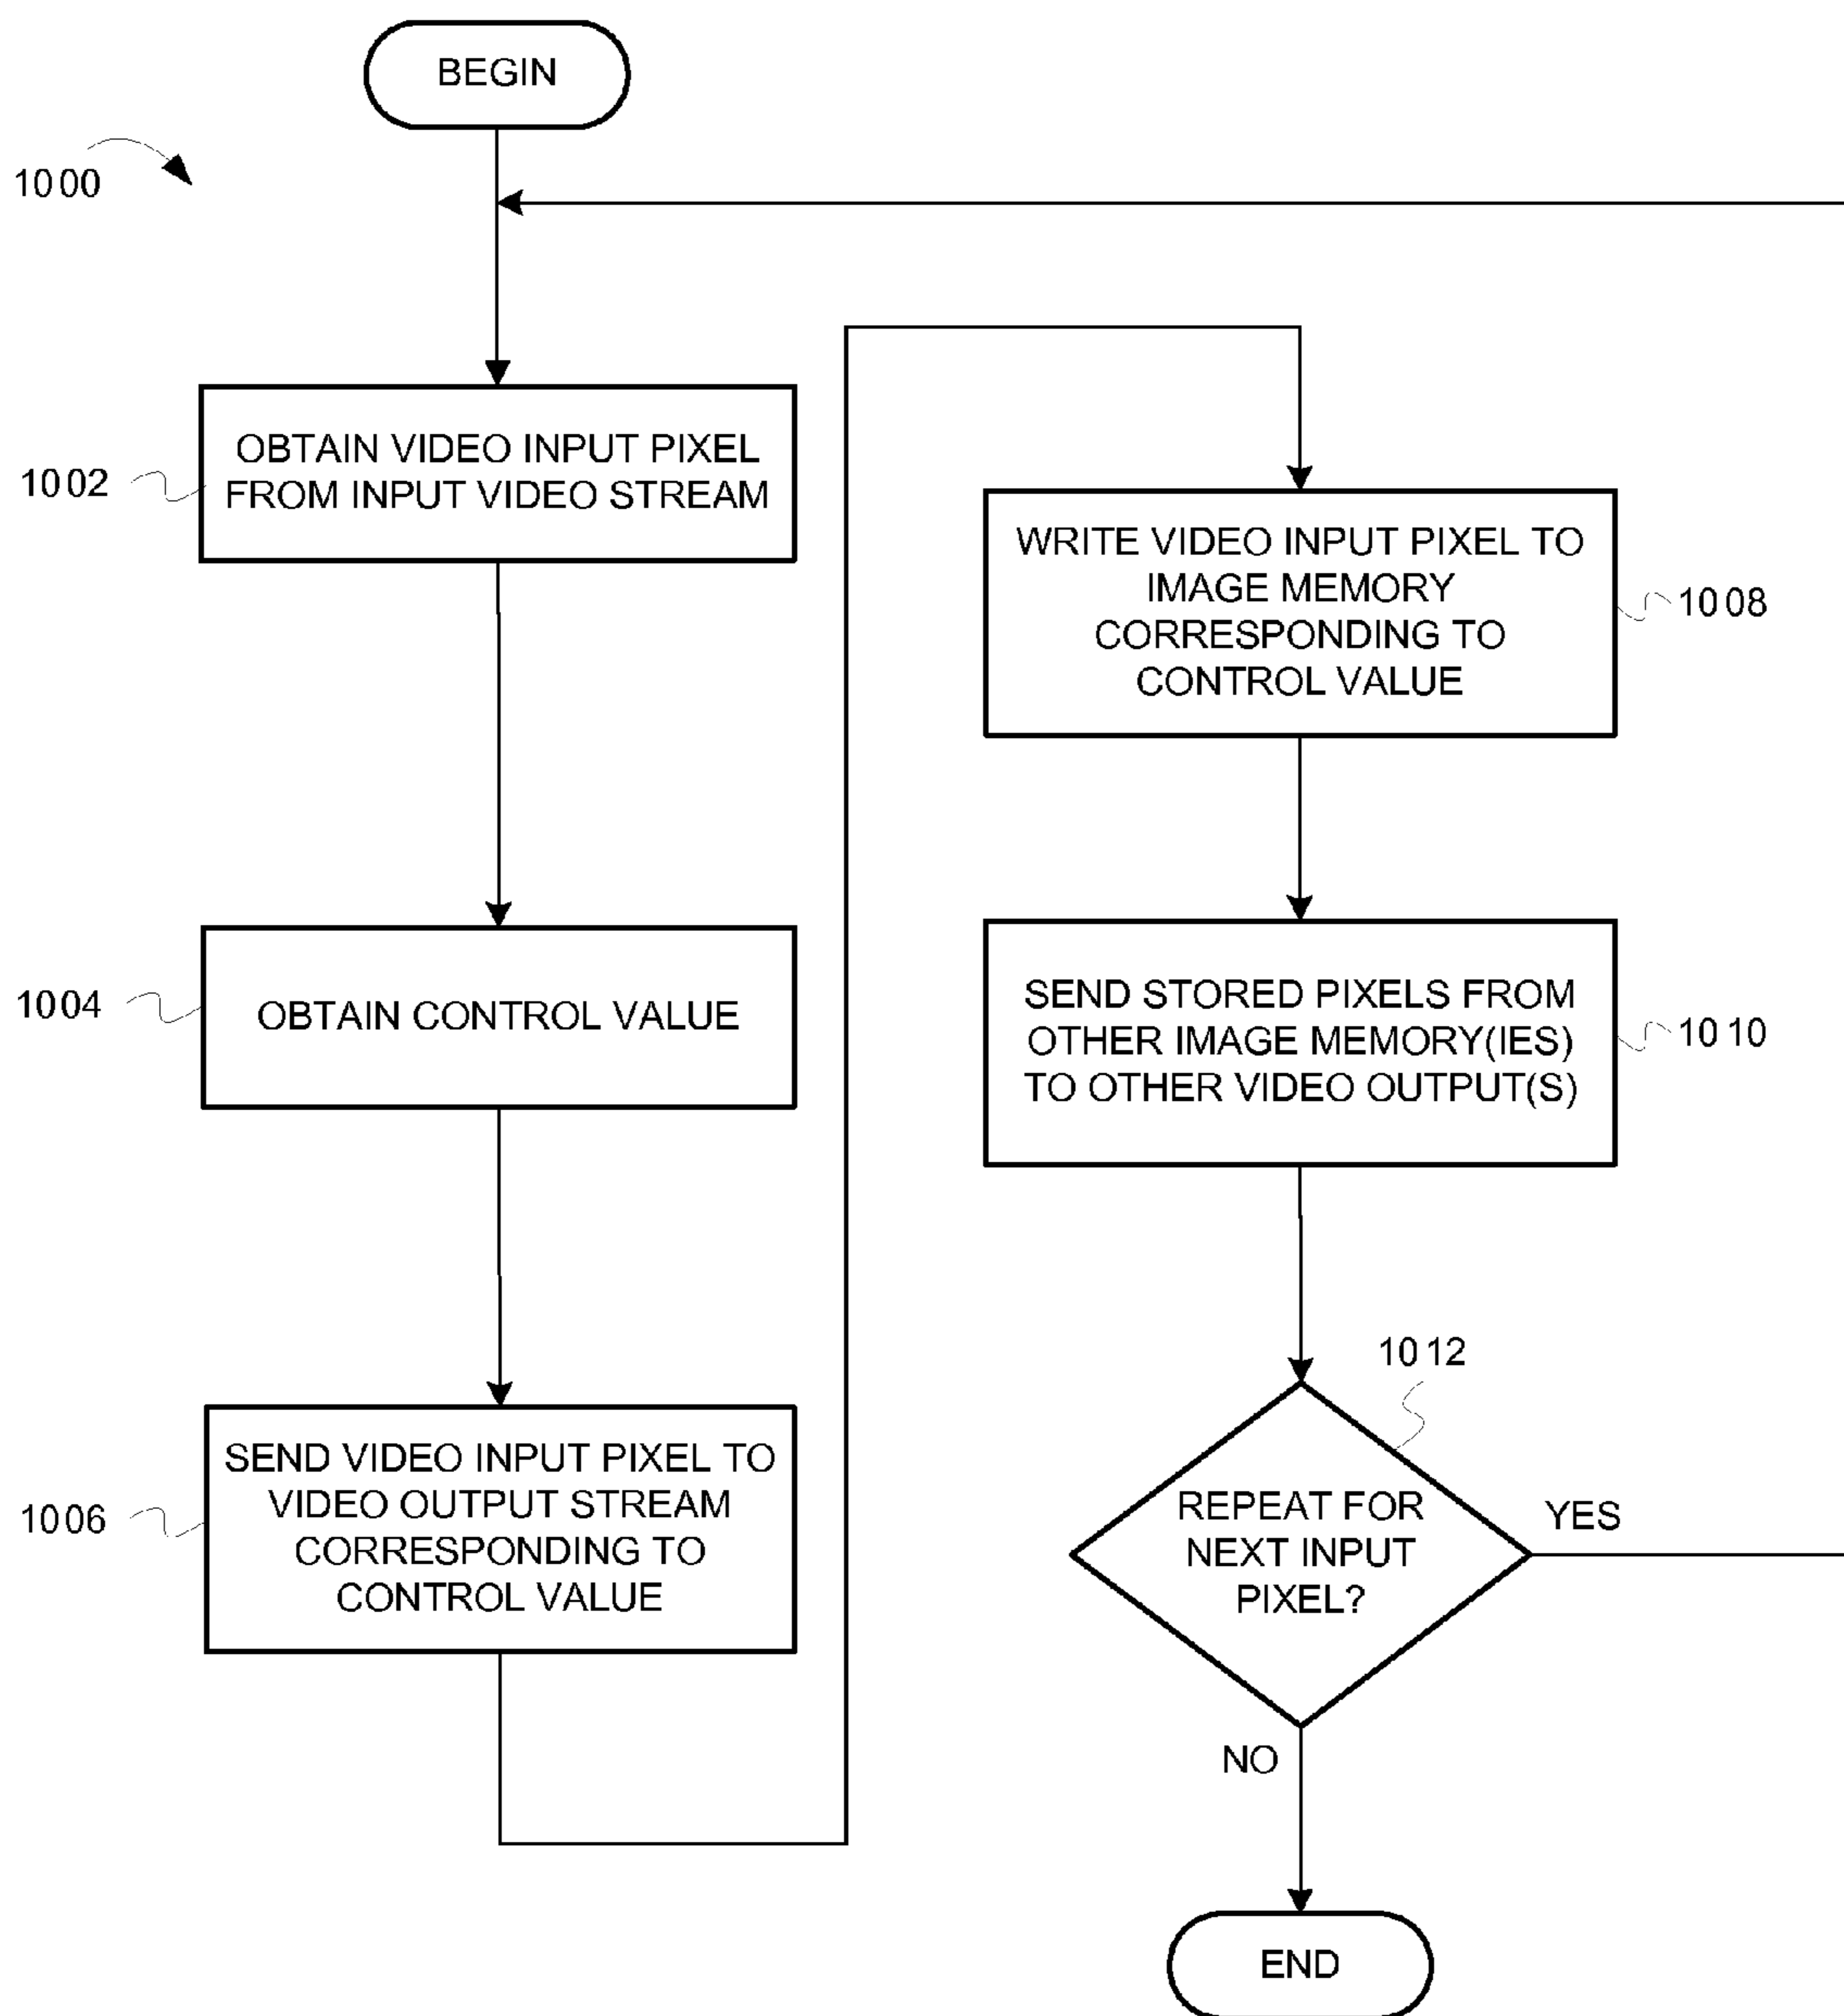 BEGIN
1000
OBTAIN VIDEO INPUT PIXEL
FROM INPUT VIDEO STREAM
1002
OBTAIN CONTROL VALUE
1004
SEND VIDEO INPUT PIXEL TO
VIDEO OUTPUT STREAM
CORRESPONDING TO
CONTROL VALUE
1006
WRITE VIDEO INPUT PIXEL TO
IMAGE MEMORY
CORRESPONDING TO
CONTROL VALUE
1008
SEND STORED PIXELS FROM
OTHER IMAGE MEMORY(IES)
TO OTHER VIDEO OUTPUT(S)
1010
1012
REPEAT FOR
NEXT INPUT
PIXEL?
YES
NO
END